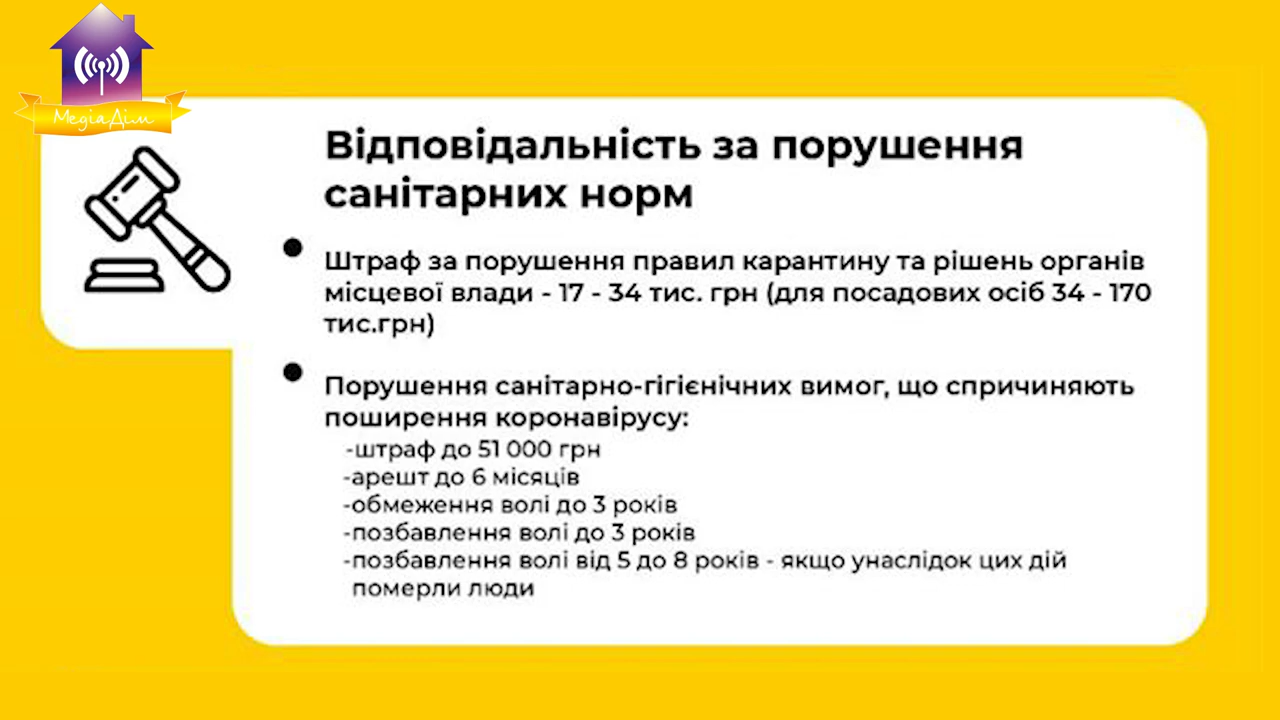 МедіаДім
Відповідальність за порушення
санітарних норм
● Штраф за порушення правил карантину та рішень органів
місцевої влади - 17 - 34 тис. грн (для посадових осіб 34 - 170
тис.грн)
● Порушення санітарно-гігієнічних вимог, що спричиняють
поширення коронавірусу:
-штраф до 51 000 грн
-арешт до 6 місяців
-обмеження волі до 3 років
-позбавлення волі до 3 років
-позбавлення волі від 5 до 8 років - якщо унаслідок цих дій
померли люди